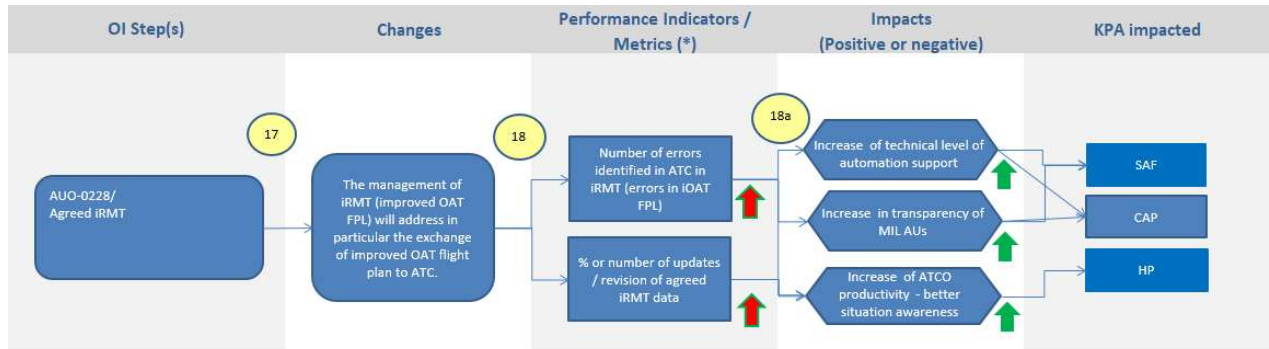 OI Step(s)
Changes
Performance Indicators /
Metrics (*)
Impacts
(Positive or negative)
KPA impacted
17
18
18a
AUO-0228/
Agreed iRMT
The management of
iRMT (improved OAT
FPL) will address in
particular the exchange
of improved OAT flight
plan to ATC.
Number of errors
identified in ATC in
iRMT (errors in iOAT
FPL)
% or number of updates
/ revision of agreed
iRMT data
Increase of technical level of
automation support
Increase in transparency of
MIL AUs
Increase of ATCO
productivity - better
situation awareness
SAF
CAP
HP